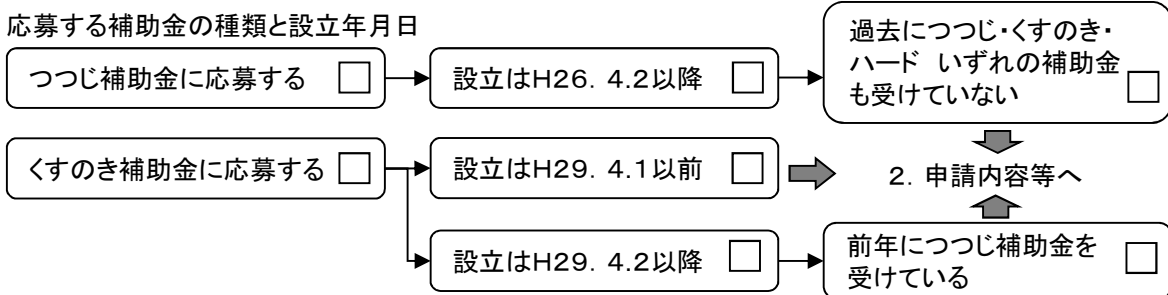 応募する補助金の種類と設立年月日
つつじ補助金に応募する
設立はH26．4.2以降
過去につつじ・くすのき・
ハード　いずれの補助金
も受けていない
くすのき補助金に応募する
設立はH29．4.1以前
2．申請内容等へ
設立はH29．4.2以降
前年につつじ補助金を
受けている